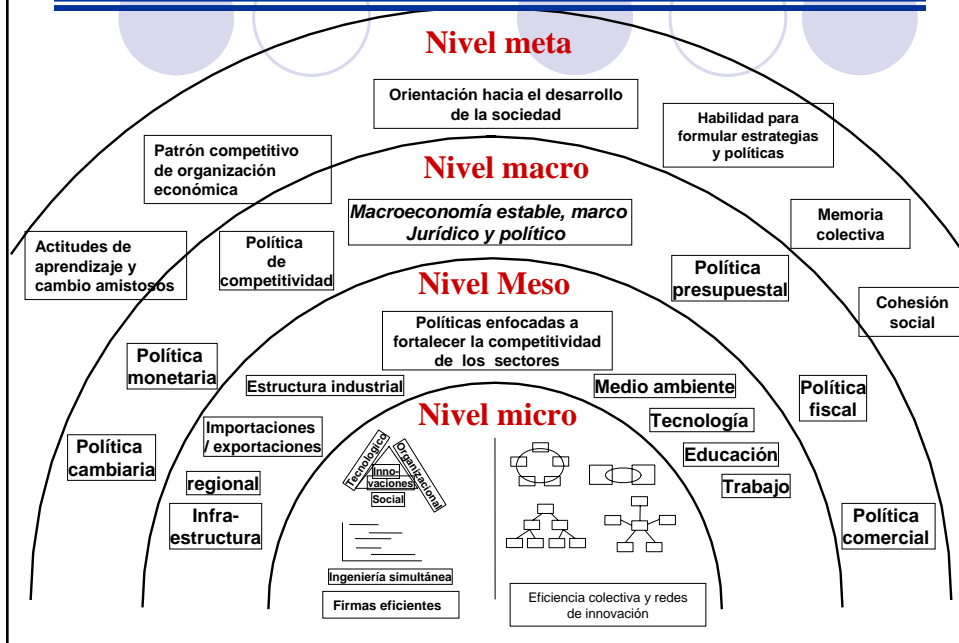 Nivel meta
Orientación hacia el desarrollo
de la sociedad
Habilidad para
formular estrategias
y políticas
Patrón competitivo
de organización
económica
Nivel macro
Macroeconomía estable, marco
Jurídico y político
Memoria
colectiva
Actitudes de
aprendizaje y
cambio amistosos
Política
de
competitividad
Política
presupuestal
Nivel Meso
Cohesión
social
Políticas enfocadas a
fortalecer la competitividad
de los sectores
Política
monetaria
Estructura industrial
Medio ambiente
Política
fiscal
Nivel micro
Tecnología
Importaciones
/ exportaciones
Política
cambiaria
Educación
Tecnologico
Organizacional
Inno-
vaciones
Social
regional
Trabajo
Infra-
estructura
Política
comercial
Ingeniería simultánea
Firmas eficientes
Eficiencia colectiva y redes
de innovación